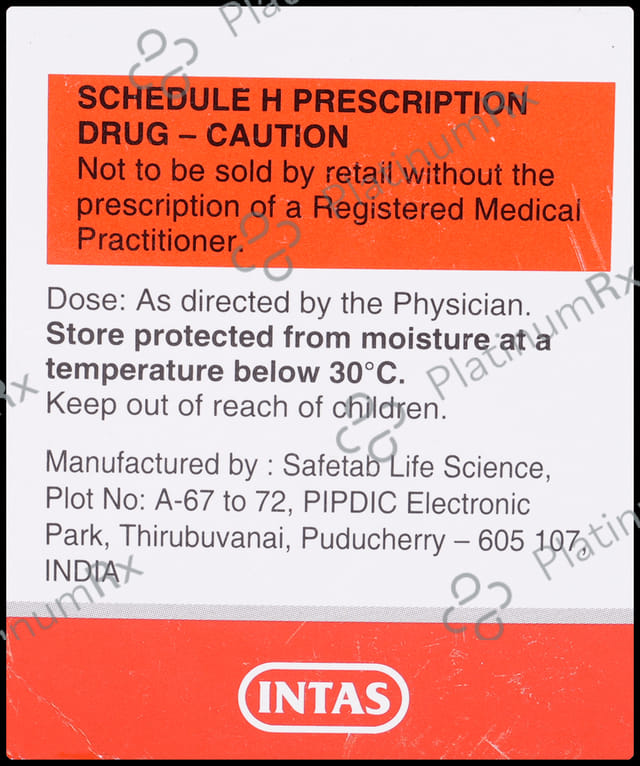 SCHEDULE H PRESCRIPTION
DRUG – CAUTION
Not to be sold by retail without the
prescription of a Registered Medical
Practitioner.
Dose: As directed by the Physician.
Store protected from moisture at a
temperature below 30°C.
Keep out of reach of children.
Manufactured by : Safetab Life Science,
Plot No: A-67 to 72, PIPDIC Electronic
Park, Thirubuvanai, Puducherry – 605 107,
INDIA
INTAS
PlatinumRx
PlatinumRx